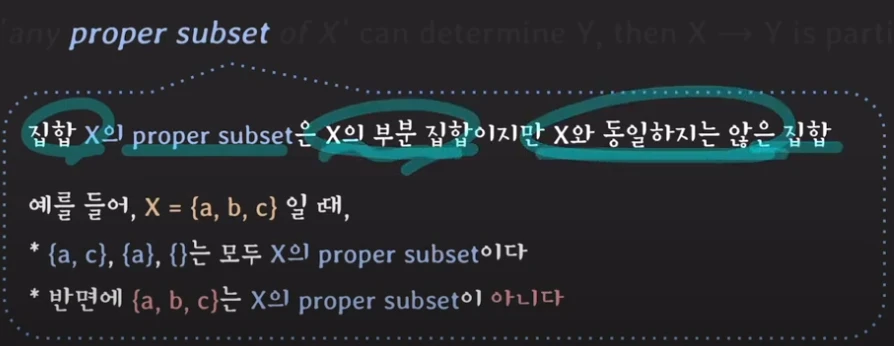 'any proper subset of X' can determine Y, then X → Y is parti
집합 X의 proper subset은 X의 부분 집합이지만 X와 동일하지는 않은 집합
예를 들어, X = {a, b, c} 일 때,
* {a, c}, {a}, {}는 모두 X의 proper subset이다
* 반면에 {a, b, c}는 X의 proper subset이 아니다